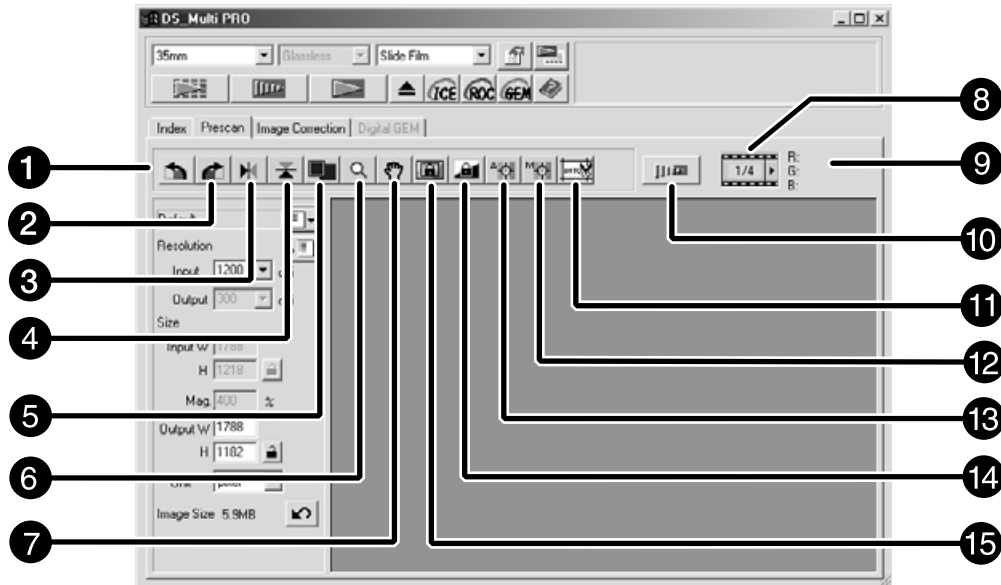 DS_Multi PRO
35mm Glassless Slide Film
ICE ROC GEM
Index Prescan Image Correction Digital GEM
A M
1/4
R:
G:
B:
Resolution
Input 1200
Output 300
Size
Input W 1788
H 1218
Mag. 400 %
Output W 1788
H 1182
Unit pixel
Image Size 5.9MB
1
2
3
4
5
6
7
8
9
10
11
12
13
14
15